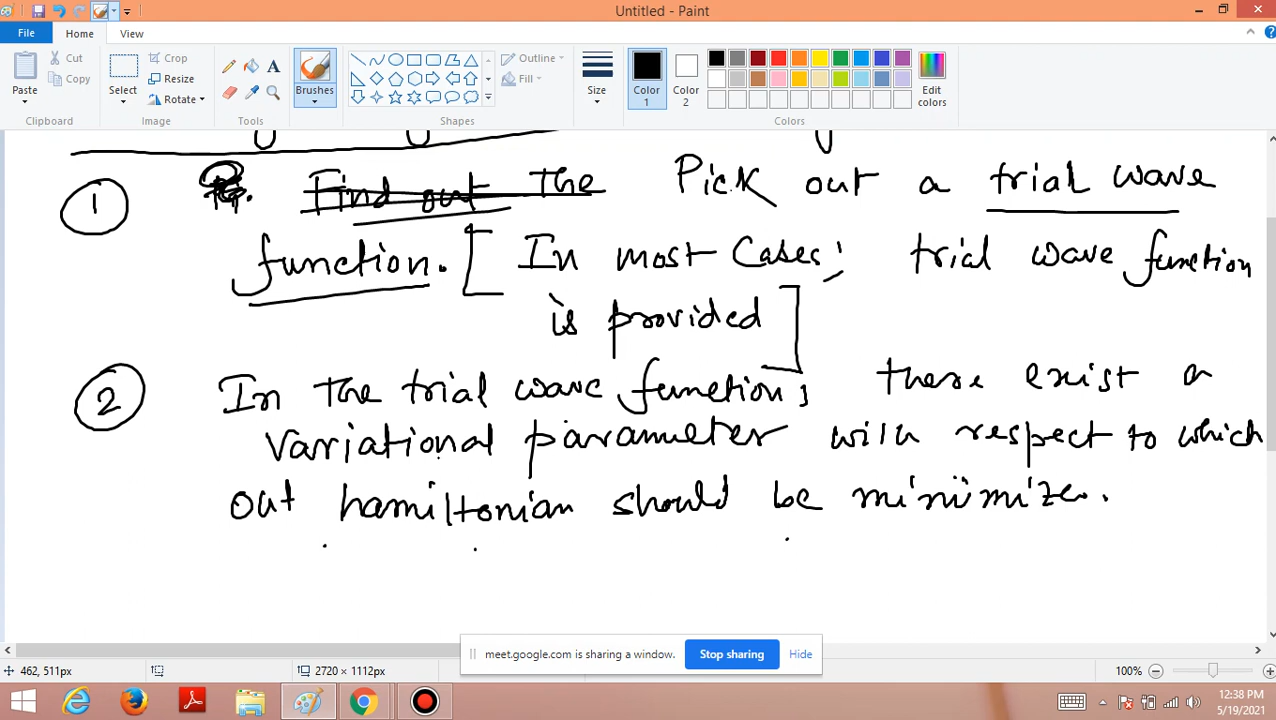 Untitled - Paint
File Home View
Paste Cut Copy Clipboard
Select Crop Resize Rotate Image
Tools
Brushes
Outline Fill Shapes
Size
Color 1 Color 2 Edit colors Colors
1 Find out the Pick out a trial wave
function. [ In most Cases; trial wave function
is provided ]
2 In the trial wave function; there exist a
variational parameter with respect to which
out hamiltonian should be minimize.
meet.google.com is sharing a window. Stop sharing Hide
462, 511px 2720 × 1112px 100%
12:38 PM
5/19/2021